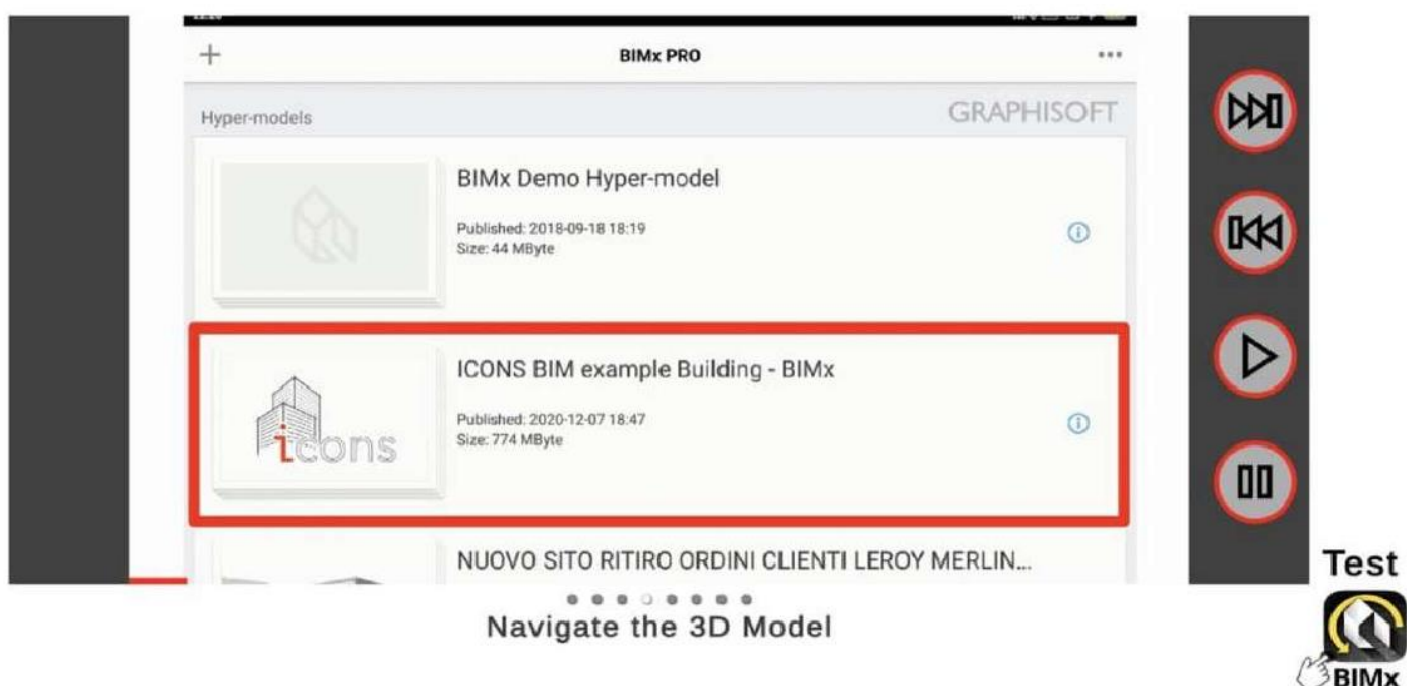 BIMx PRO
Hyper-models
GRAPHISOFT
BIMx Demo Hyper-model
Published: 2018-09-18 18:19
Size: 44 MByte
ICONS BIM example Building - BIMx
Published: 2020-12-07 18:47
Size: 774 MByte
icons
NUOVO SITO RITIRO ORDINI CLIENTI LEROY MERLIN...
Navigate the 3D Model
Test
BIMx